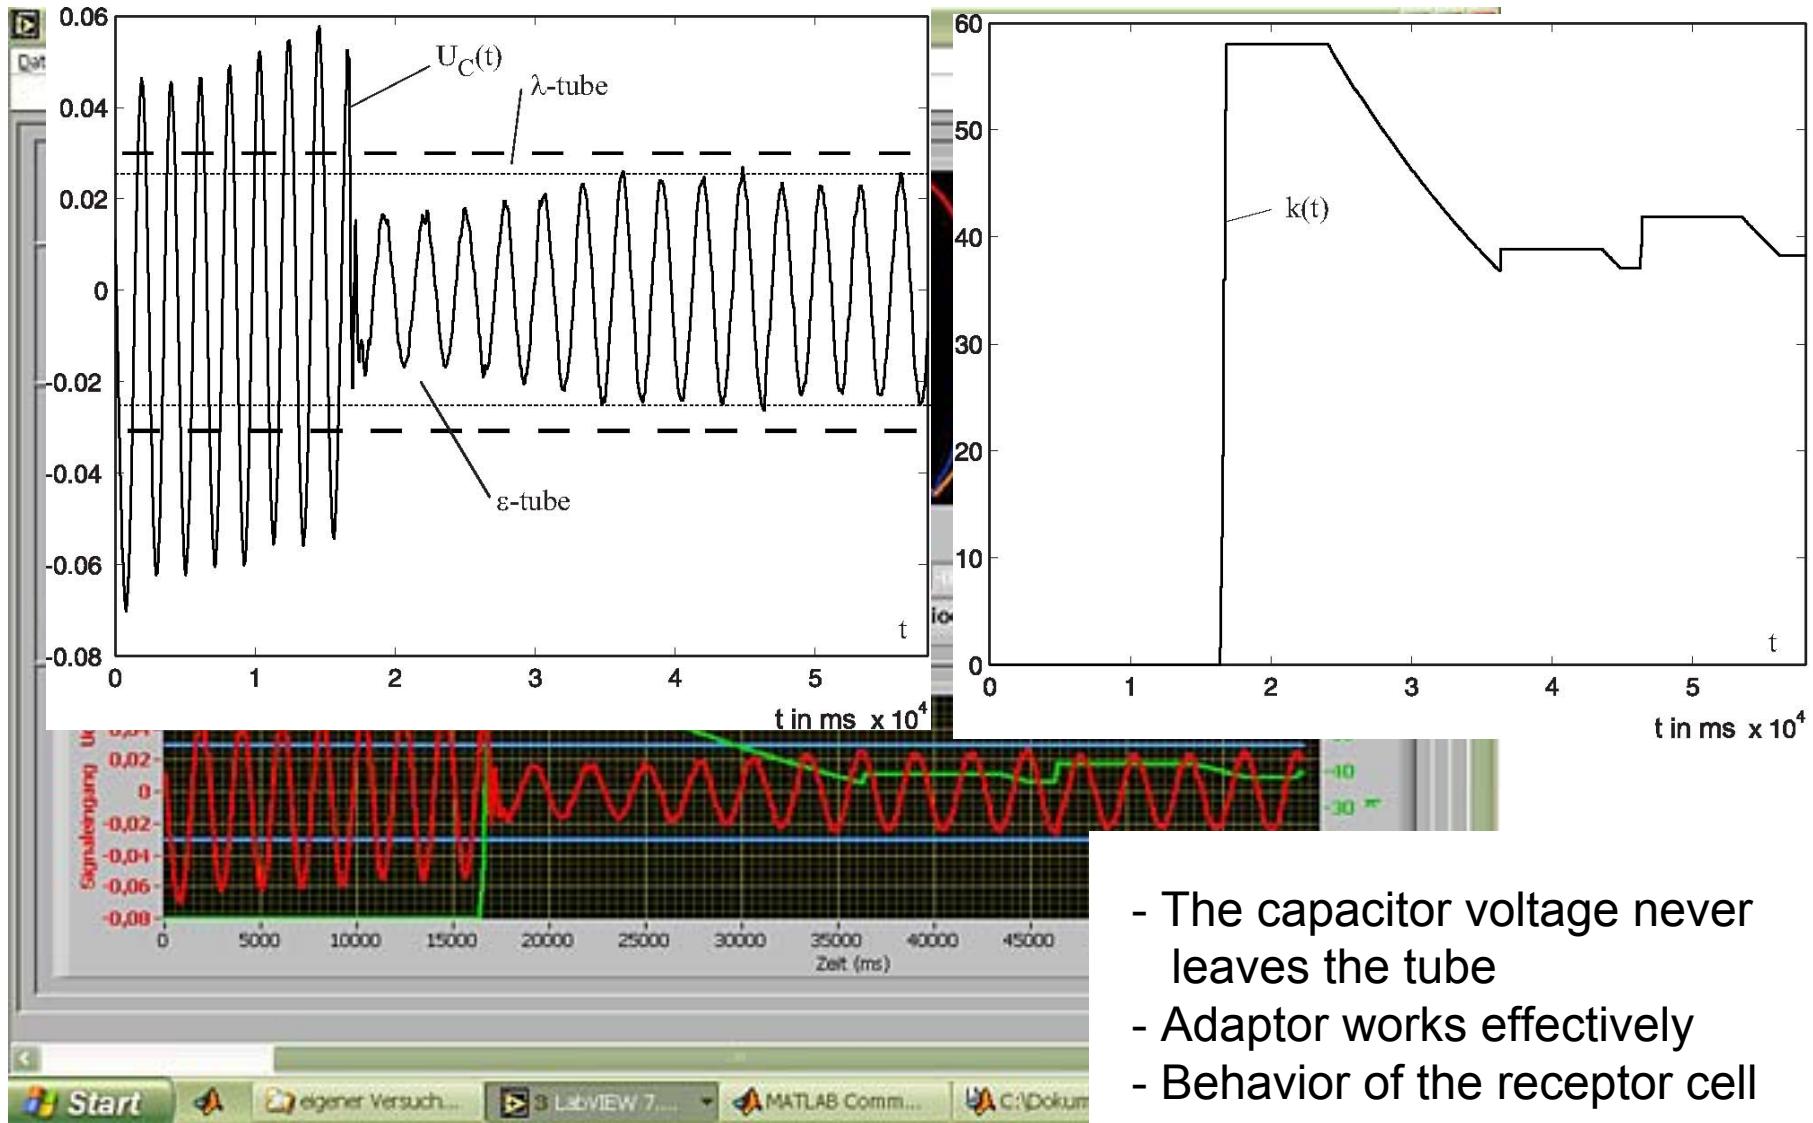 Dat
0.06
0.04
0.02
0
-0.02
-0.04
-0.06
-0.08
U_C(t)
λ-tube
ε-tube
t
0 1 2 3 4 5
t in ms x 10^4
60
50
40
30
20
10
0
k(t)
t
0 1 2 3 4 5
t in ms x 10^4
Signaleingang
0,02
0
-0,02
-0,04
-0,06
-0,08
0 5000 10000 15000 20000 25000 30000 35000 40000 45000
Zeit (ms)
-40
-30
- The capacitor voltage never
leaves the tube
- Adaptor works effectively
- Behavior of the receptor cell
Start
eigener Versuch...
3 LabVIEW 7....
MATLAB Comm...
C:\Dokum